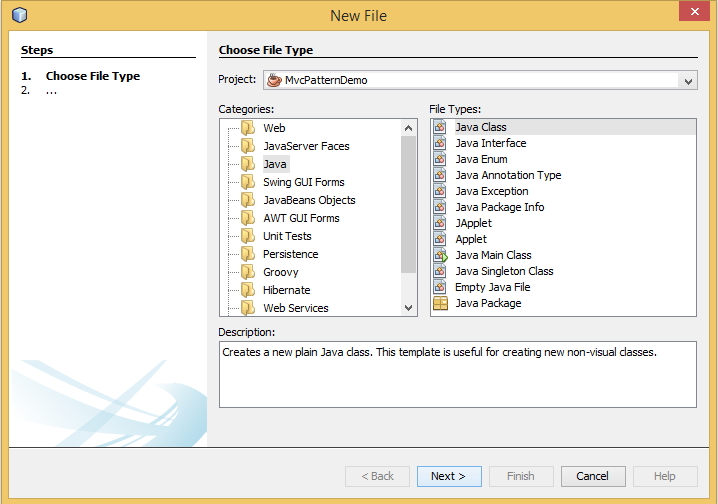 New File
Steps
1. Choose File Type
2. ...
Choose File Type
Project: MvcPatternDemo
Categories:
Web
JavaServer Faces
Java
Swing GUI Forms
JavaBeans Objects
AWT GUI Forms
Unit Tests
Persistence
Groovy
Hibernate
Web Services
File Types:
Java Class
Java Interface
Java Enum
Java Annotation Type
Java Exception
Java Package Info
JApplet
Applet
Java Main Class
Java Singleton Class
Empty Java File
Java Package
Description:
Creates a new plain Java class. This template is useful for creating new non-visual classes.
< Back
Next >
Finish
Cancel
Help